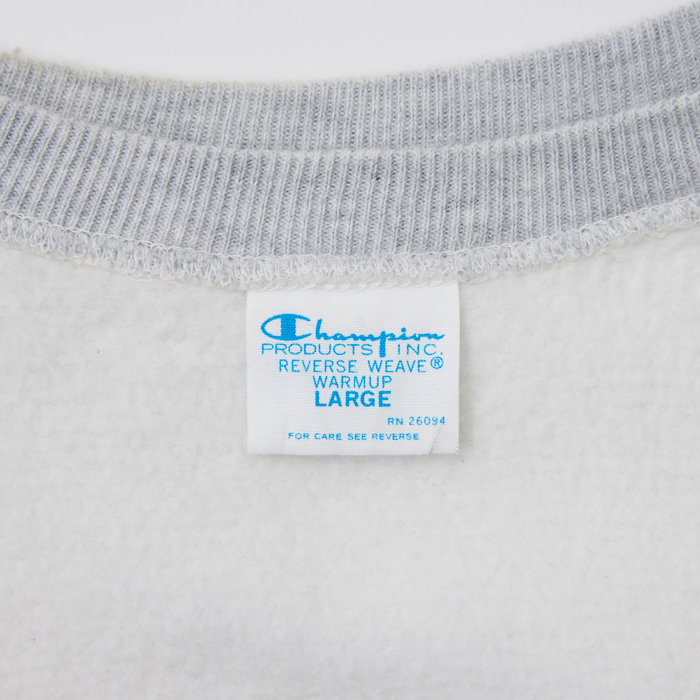 Champion
PRODUCTS INC.
REVERSE WEAVE®
WARMUP
LARGE
RN 26094
FOR CARE SEE REVERSE